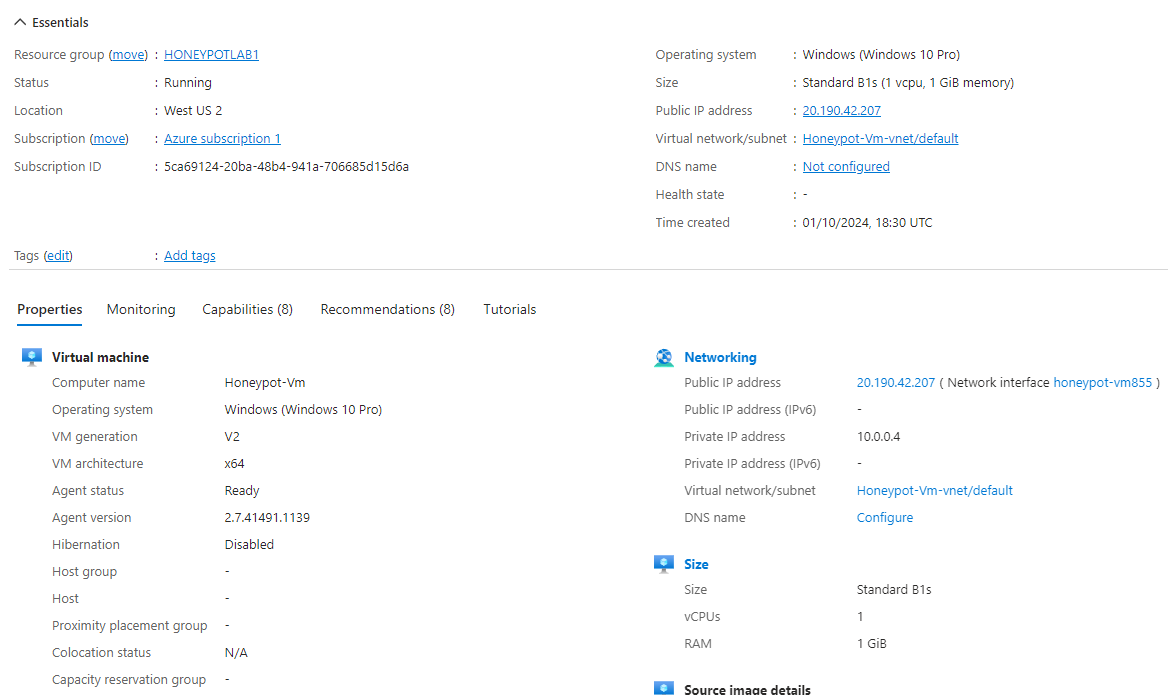 Essentials
Resource group (move) : HONEYPOTLAB1
Status : Running
Location : West US 2
Subscription (move) : Azure subscription 1
Subscription ID : 5ca69124-20ba-48b4-941a-706685d15d6a
Operating system : Windows (Windows 10 Pro)
Size : Standard B1s (1 vcpu, 1 GiB memory)
Public IP address : 20.190.42.207
Virtual network/subnet : Honeypot-Vm-vnet/default
DNS name : Not configured
Health state : -
Time created : 01/10/2024, 18:30 UTC
Tags (edit) : Add tags
Properties Monitoring Capabilities (8) Recommendations (8) Tutorials
Virtual machine
Computer name Honeypot-Vm
Operating system Windows (Windows 10 Pro)
VM generation V2
VM architecture x64
Agent status Ready
Agent version 2.7.41491.1139
Hibernation Disabled
Host group -
Host -
Proximity placement group -
Colocation status N/A
Capacity reservation group -
Networking
Public IP address 20.190.42.207 ( Network interface honeypot-vm855 )
Public IP address (IPv6) -
Private IP address 10.0.0.4
Private IP address (IPv6) -
Virtual network/subnet Honeypot-Vm-vnet/default
DNS name Configure
Size
Size Standard B1s
vCPUs 1
RAM 1 GiB
Source image details